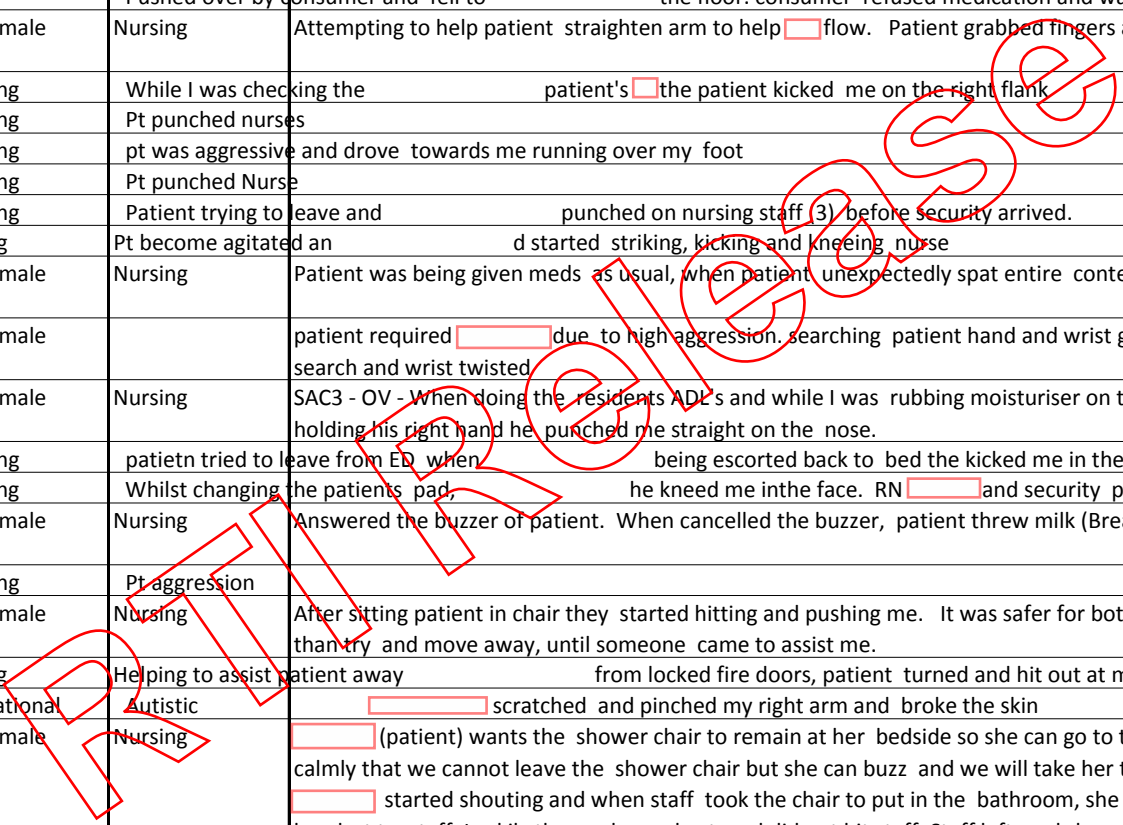 Pushed over by consumer and fell to the floor. consumer refused medication and wa
male Nursing Attempting to help patient straighten arm to help flow. Patient grabbed fingers a
ng While I was checking the patient's the patient kicked me on the right flank
ng Pt punched nurses
ng pt was aggressive and drove towards me running over my foot
ng Pt punched Nurse
ng Patient trying to leave and punched on nursing staff (3) before security arrived.
g Pt become agitated an d started striking, kicking and kneeing nurse
male Nursing Patient was being given meds as usual, when patient unexpectedly spat entire conte
male patient required due to high aggression. searching patient hand and wrist g
search and wrist twisted
male Nursing SAC3 - OV - When doing the residents ADL's and while I was rubbing moisturiser on t
holding his right hand he punched me straight on the nose.
ng patietn tried to leave from ED when being escorted back to bed the kicked me in the
ng Whilst changing the patients pad, he kneed me inthe face. RN and security p
male Nursing Answered the buzzer of patient. When cancelled the buzzer, patient threw milk (Brea
ng Pt aggression
male Nursing After sitting patient in chair they started hitting and pushing me. It was safer for bot
than try and move away, until someone came to assist me.
g Helping to assist patient away from locked fire doors, patient turned and hit out at m
ational Autistic scratched and pinched my right arm and broke the skin
male Nursing (patient) wants the shower chair to remain at her bedside so she can go to t
calmly that we cannot leave the shower chair but she can buzz and we will take her t
started shouting and when staff took the chair to put in the bathroom, she
RTI Release